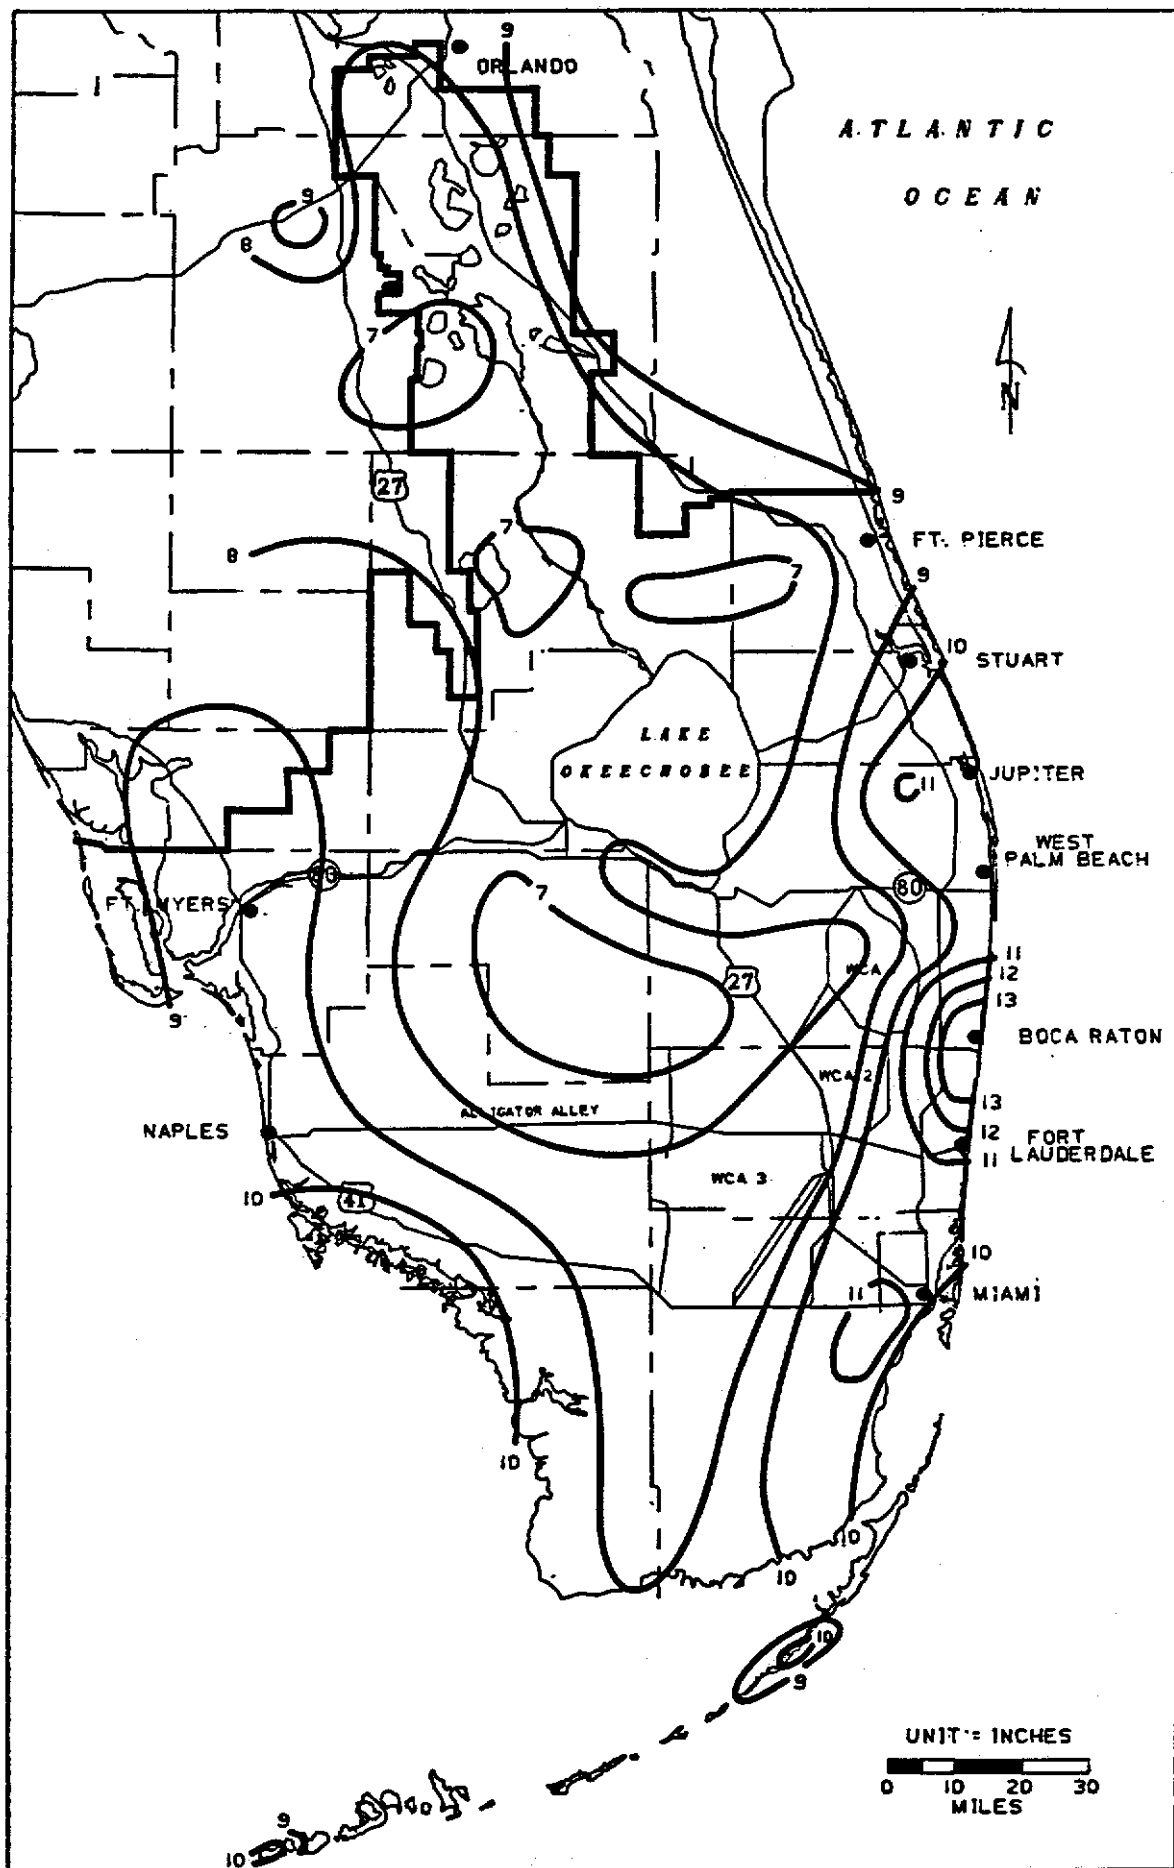 9
ORLANDO
ATLANTIC
OCEAN
9
8
7
N
27
9
7
FT. PIERCE
8
7
9
10
STUART
LAKE
OKEECHOBEE
11
JUPITER
WEST
PALM BEACH
80
80
7
FT. MYERS
11
WCA
12
27
13
9
BOCA RATON
WCA 2
13
ALLIGATOR ALLEY
12
NAPLES
FORT
LAUDERDALE
11
WCA 3
10
41
10
11
MIAMI
10
10
10
10
9
UNIT = INCHES
0 10 20 30
MILES
9
10